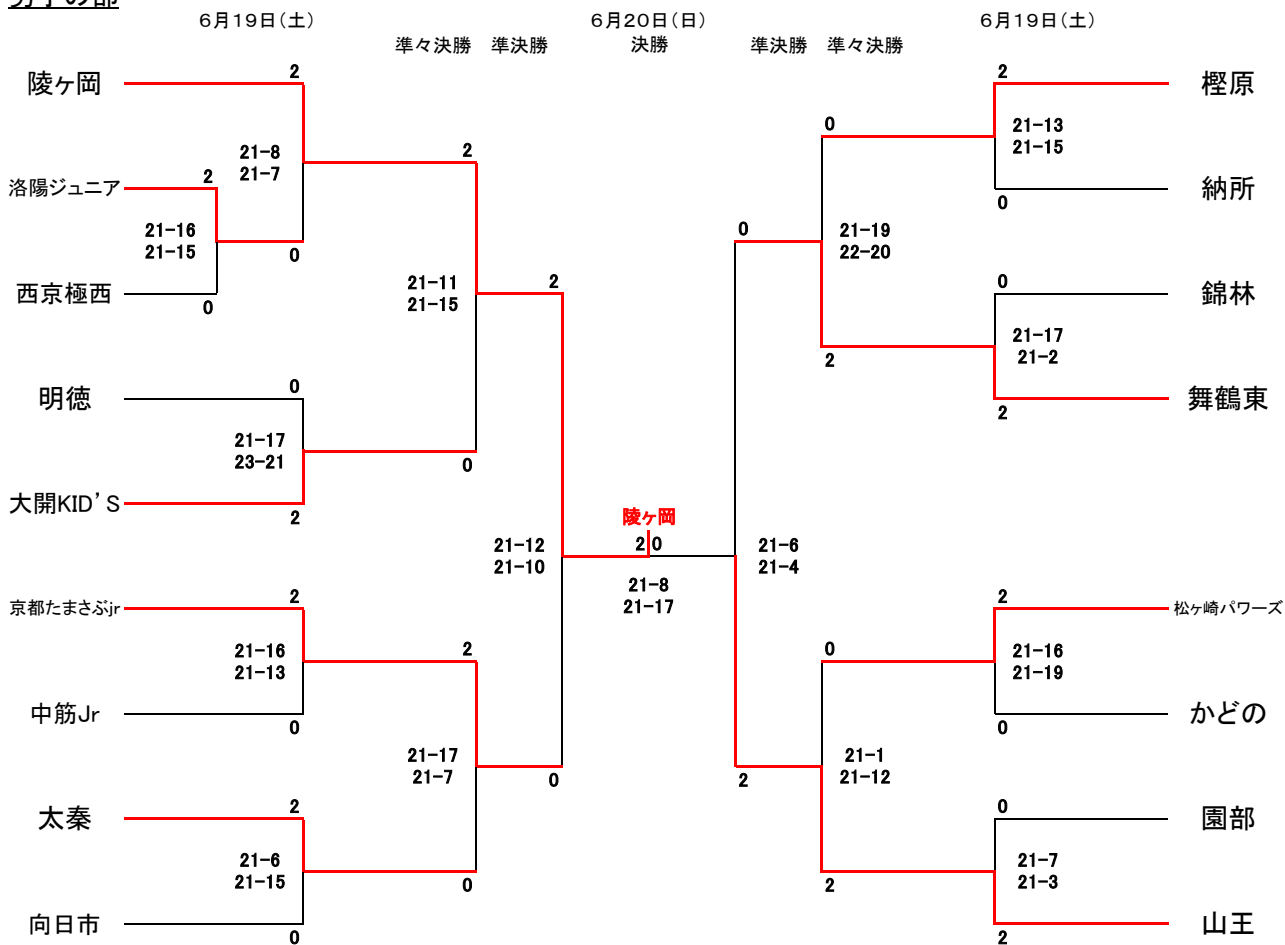 男子の部
6月19日(土)
6月20日(日)
6月19日(土)
準々決勝 準決勝
決勝
準決勝 準々決勝
陵ヶ岡
2
2
樫原
21-8
21-7
2
0
21-13
21-15
洛陽ジュニア
2
0
納所
21-16
21-15
0
0
21-19
22-20
西京極西
0
21-11
21-15
2
0
錦林
明徳
0
2
21-17
21-2
舞鶴東
2
21-17
23-21
0
大開KID'S
2
陵ヶ岡
2 0
21-8
21-17
21-12
21-10
21-6
21-4
京都たまさぶjr
2
2
松ヶ崎パワーズ
21-16
21-13
2
0
21-16
21-19
中筋Jr
0
0
かどの
21-17
21-7
0
2
21-1
21-12
太秦
2
0
園部
21-6
21-15
0
2
21-7
21-3
向日市
0
2
山王